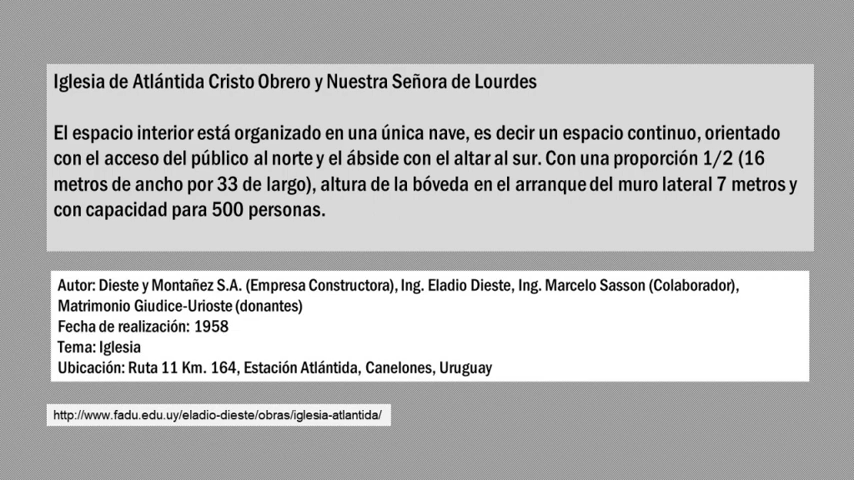 Iglesia de Atlántida Cristo Obrero y Nuestra Señora de Lourdes
El espacio interior está organizado en una única nave, es decir un espacio continuo, orientado
con el acceso del público al norte y el ábside con el altar al sur. Con una proporción 1/2 (16
metros de ancho por 33 de largo), altura de la bóveda en el arranque del muro lateral 7 metros y
con capacidad para 500 personas.
Autor: Dieste y Montañez S.A. (Empresa Constructora), Ing. Eladio Dieste, Ing. Marcelo Sasson (Colaborador),
Matrimonio Giudice-Urioste (donantes)
Fecha de realización: 1958
Tema: Iglesia
Ubicación: Ruta 11 Km. 164, Estación Atlántida, Canelones, Uruguay
http://www.fadu.edu.uy/eladio-dieste/obras/iglesia-atlantida/